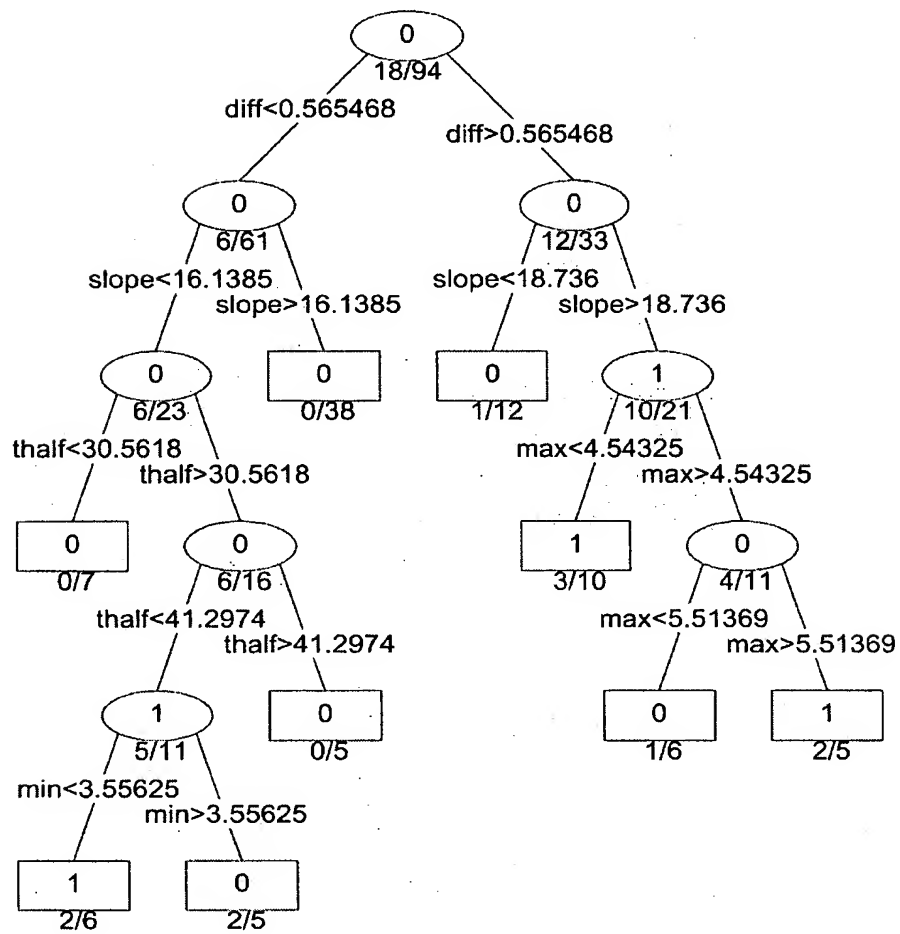 0
18/94
diff<0.565468
diff>0.565468
0
6/61
0
12/33
slope<16.1385
slope>16.1385
slope<18.736
slope>18.736
0
6/23
0
0/38
0
1/12
1
10/21
thalf<30.5618
thalf>30.5618
max<4.54325
max>4.54325
0
0/7
0
6/16
1
3/10
0
4/11
thalf<41.2974
thalf>41.2974
max<5.51369
max>5.51369
1
5/11
0
0/5
0
1/6
1
2/5
min<3.55625
min>3.55625
1
2/6
0
2/5